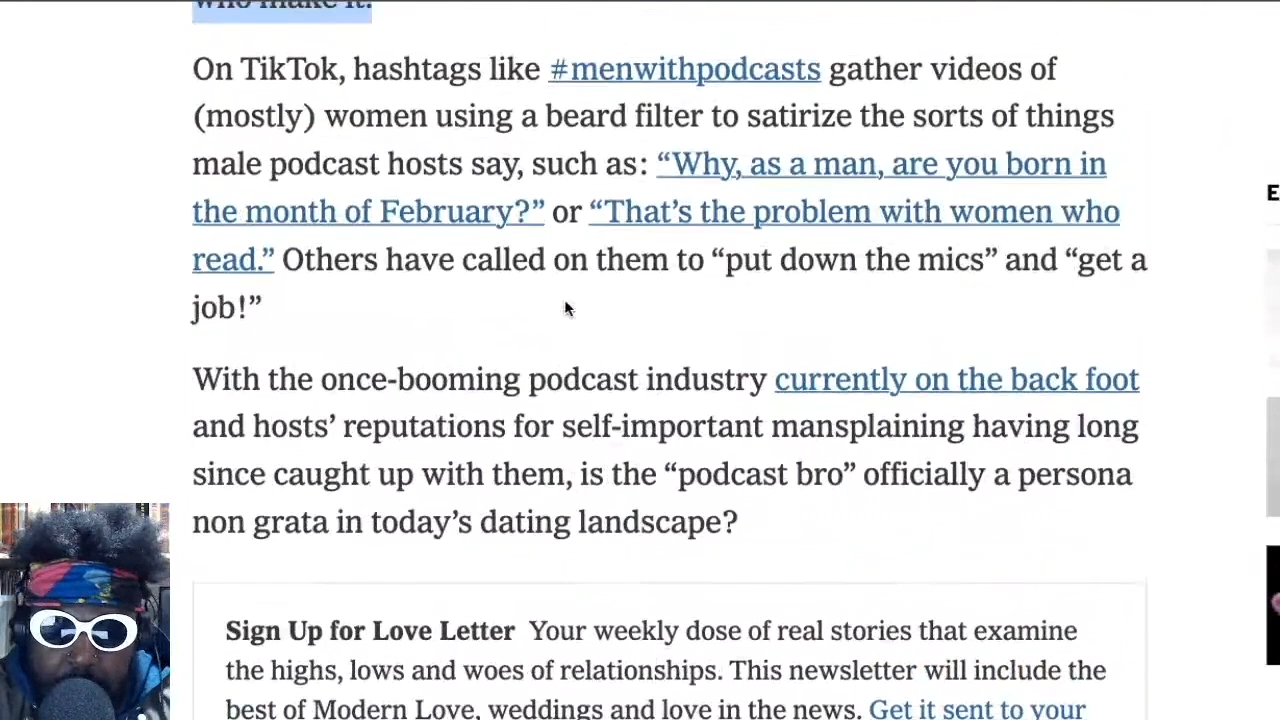 who make it.
On TikTok, hashtags like #menwithpodcasts gather videos of
(mostly) women using a beard filter to satirize the sorts of things
male podcast hosts say, such as: “Why, as a man, are you born in
the month of February?” or “That’s the problem with women who
read.” Others have called on them to “put down the mics” and “get a
job!”
With the once-booming podcast industry currently on the back foot
and hosts’ reputations for self-important mansplaining having long
since caught up with them, is the “podcast bro” officially a persona
non grata in today’s dating landscape?
Sign Up for Love Letter Your weekly dose of real stories that examine
the highs, lows and woes of relationships. This newsletter will include
the best of Modern Love, weddings and love in the news. Get it sent to your